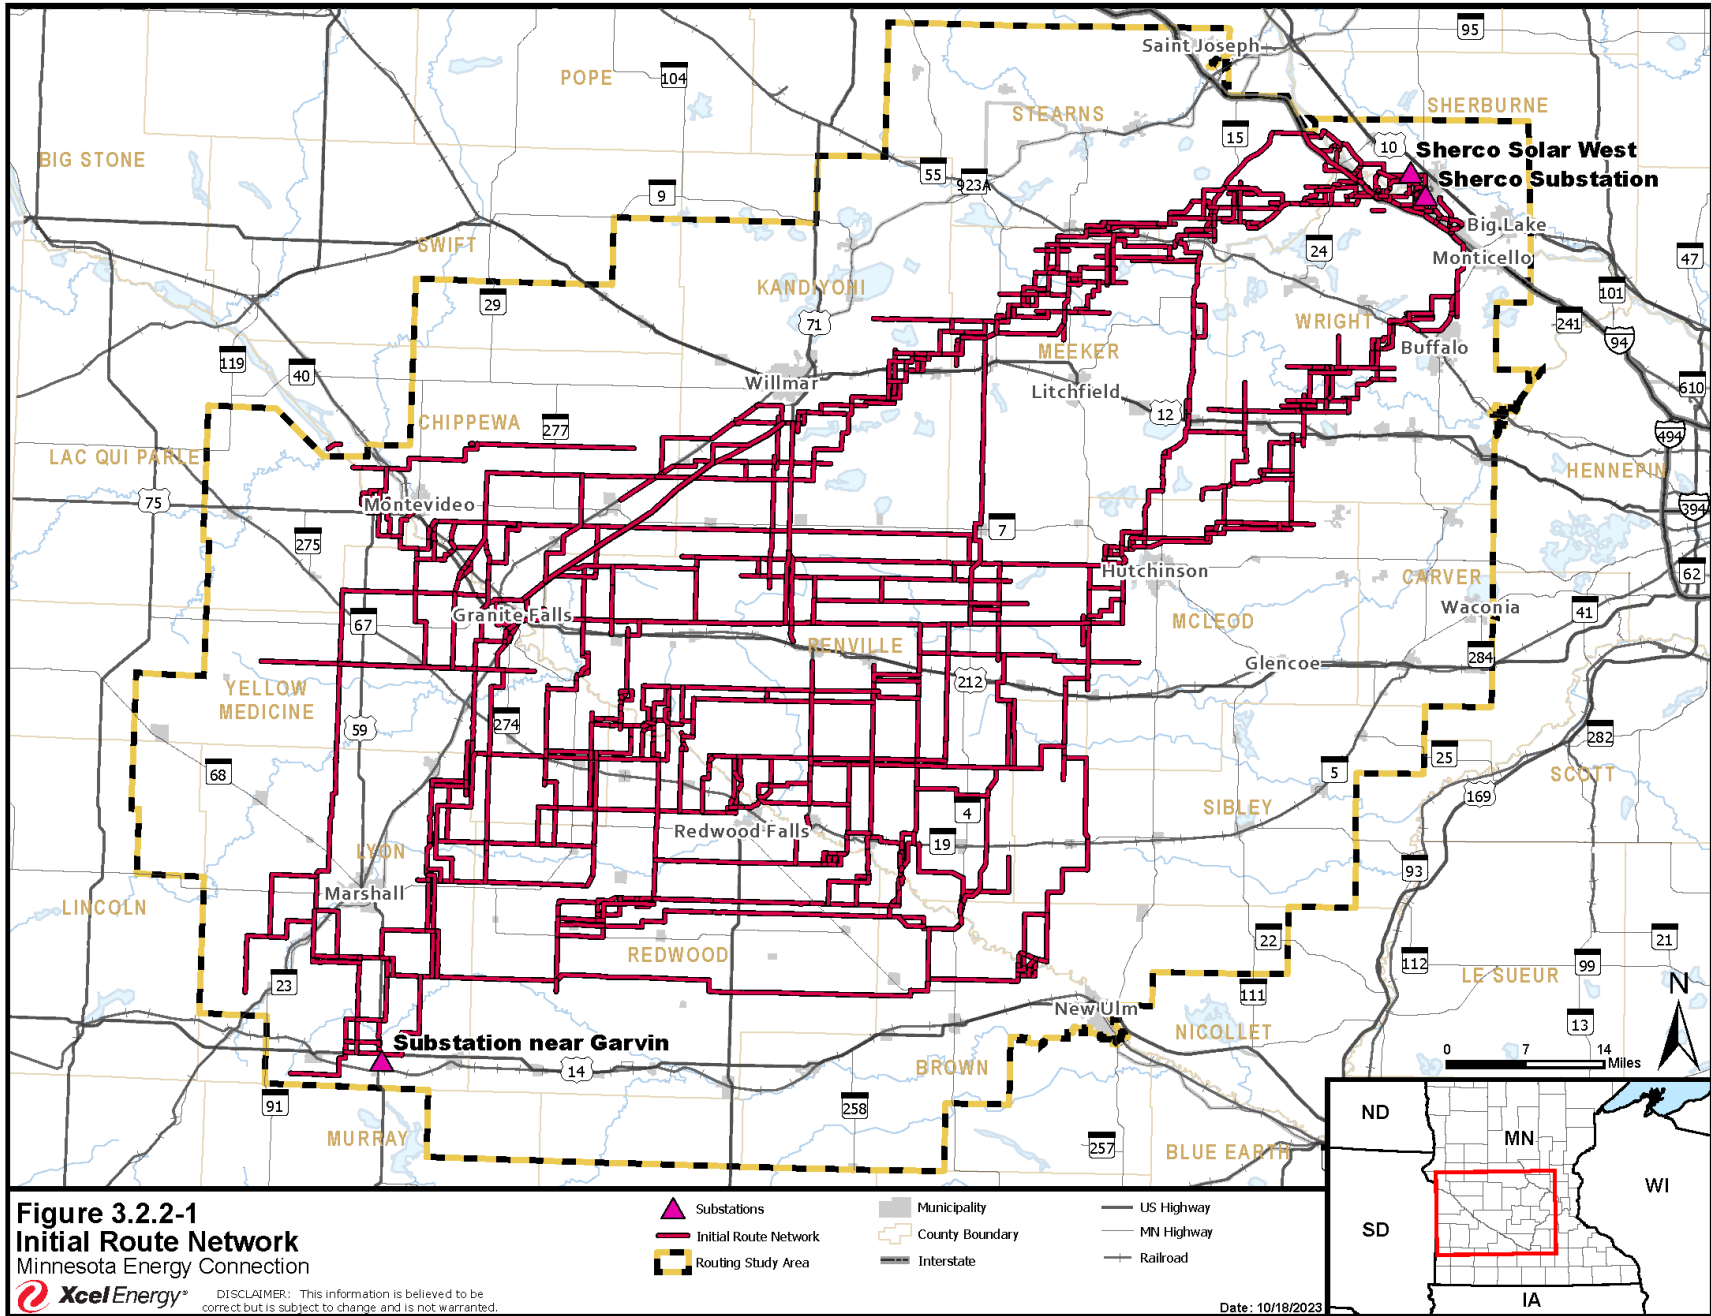 95
Saint Joseph
POPE
104
SHERBURNE
STEARNS
15
10
Sherco Solar West
BIG STONE
55
923A
Sherco Substation
9
Big Lake
SWIFT
24
47
Monticello
KANDIYOHI
101
29
71
WRIGHT
241
94
MEEKER
Buffalo
119
40
Willmar
610
Litchfield
12
CHIPPEWA
277
494
LAC QUI PARLE
HENNEPIN
75
Montevideo
394
7
275
Hutchinson
62
CARVER
Waconia
41
Granite Falls
67
MCLEOD
RENVILLE
284
Glencoe
212
YELLOW
MEDICINE
274
59
282
25
68
5
SCOTT
169
SIBLEY
4
Redwood Falls
19
LYON
93
Marshall
LINCOLN
22
21
REDWOOD
112
99
LE SUEUR
23
111
N
New Ulm
13
NICOLLET
Substation near Garvin
0 7 14
Miles
14
BROWN
91
258
MURRAY
257
BLUE EARTH
ND
MN
WI
SD
IA
Figure 3.2.2-1
Initial Route Network
Minnesota Energy Connection
Xcel Energy®
DISCLAIMER: This information is believed to be
correct but is subject to change and is not warranted.
Substations
Initial Route Network
Routing Study Area
Municipality
County Boundary
Interstate
US Highway
MN Highway
Railroad
Date: 10/18/2023